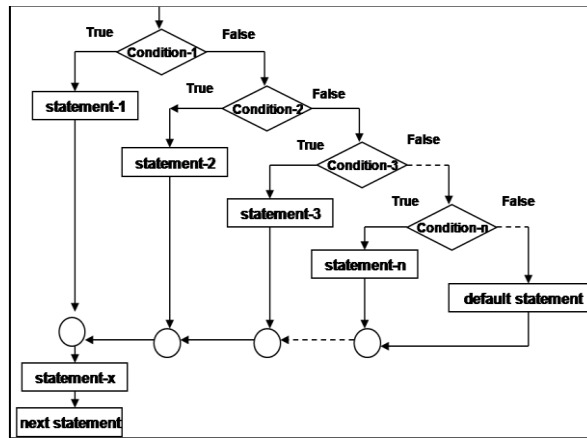 True
False
Condition-1
True
False
statement-1
Condition-2
True
False
statement-2
Condition-3
True
False
statement-3
Condition-n
statement-n
default statement
statement-x
next statement